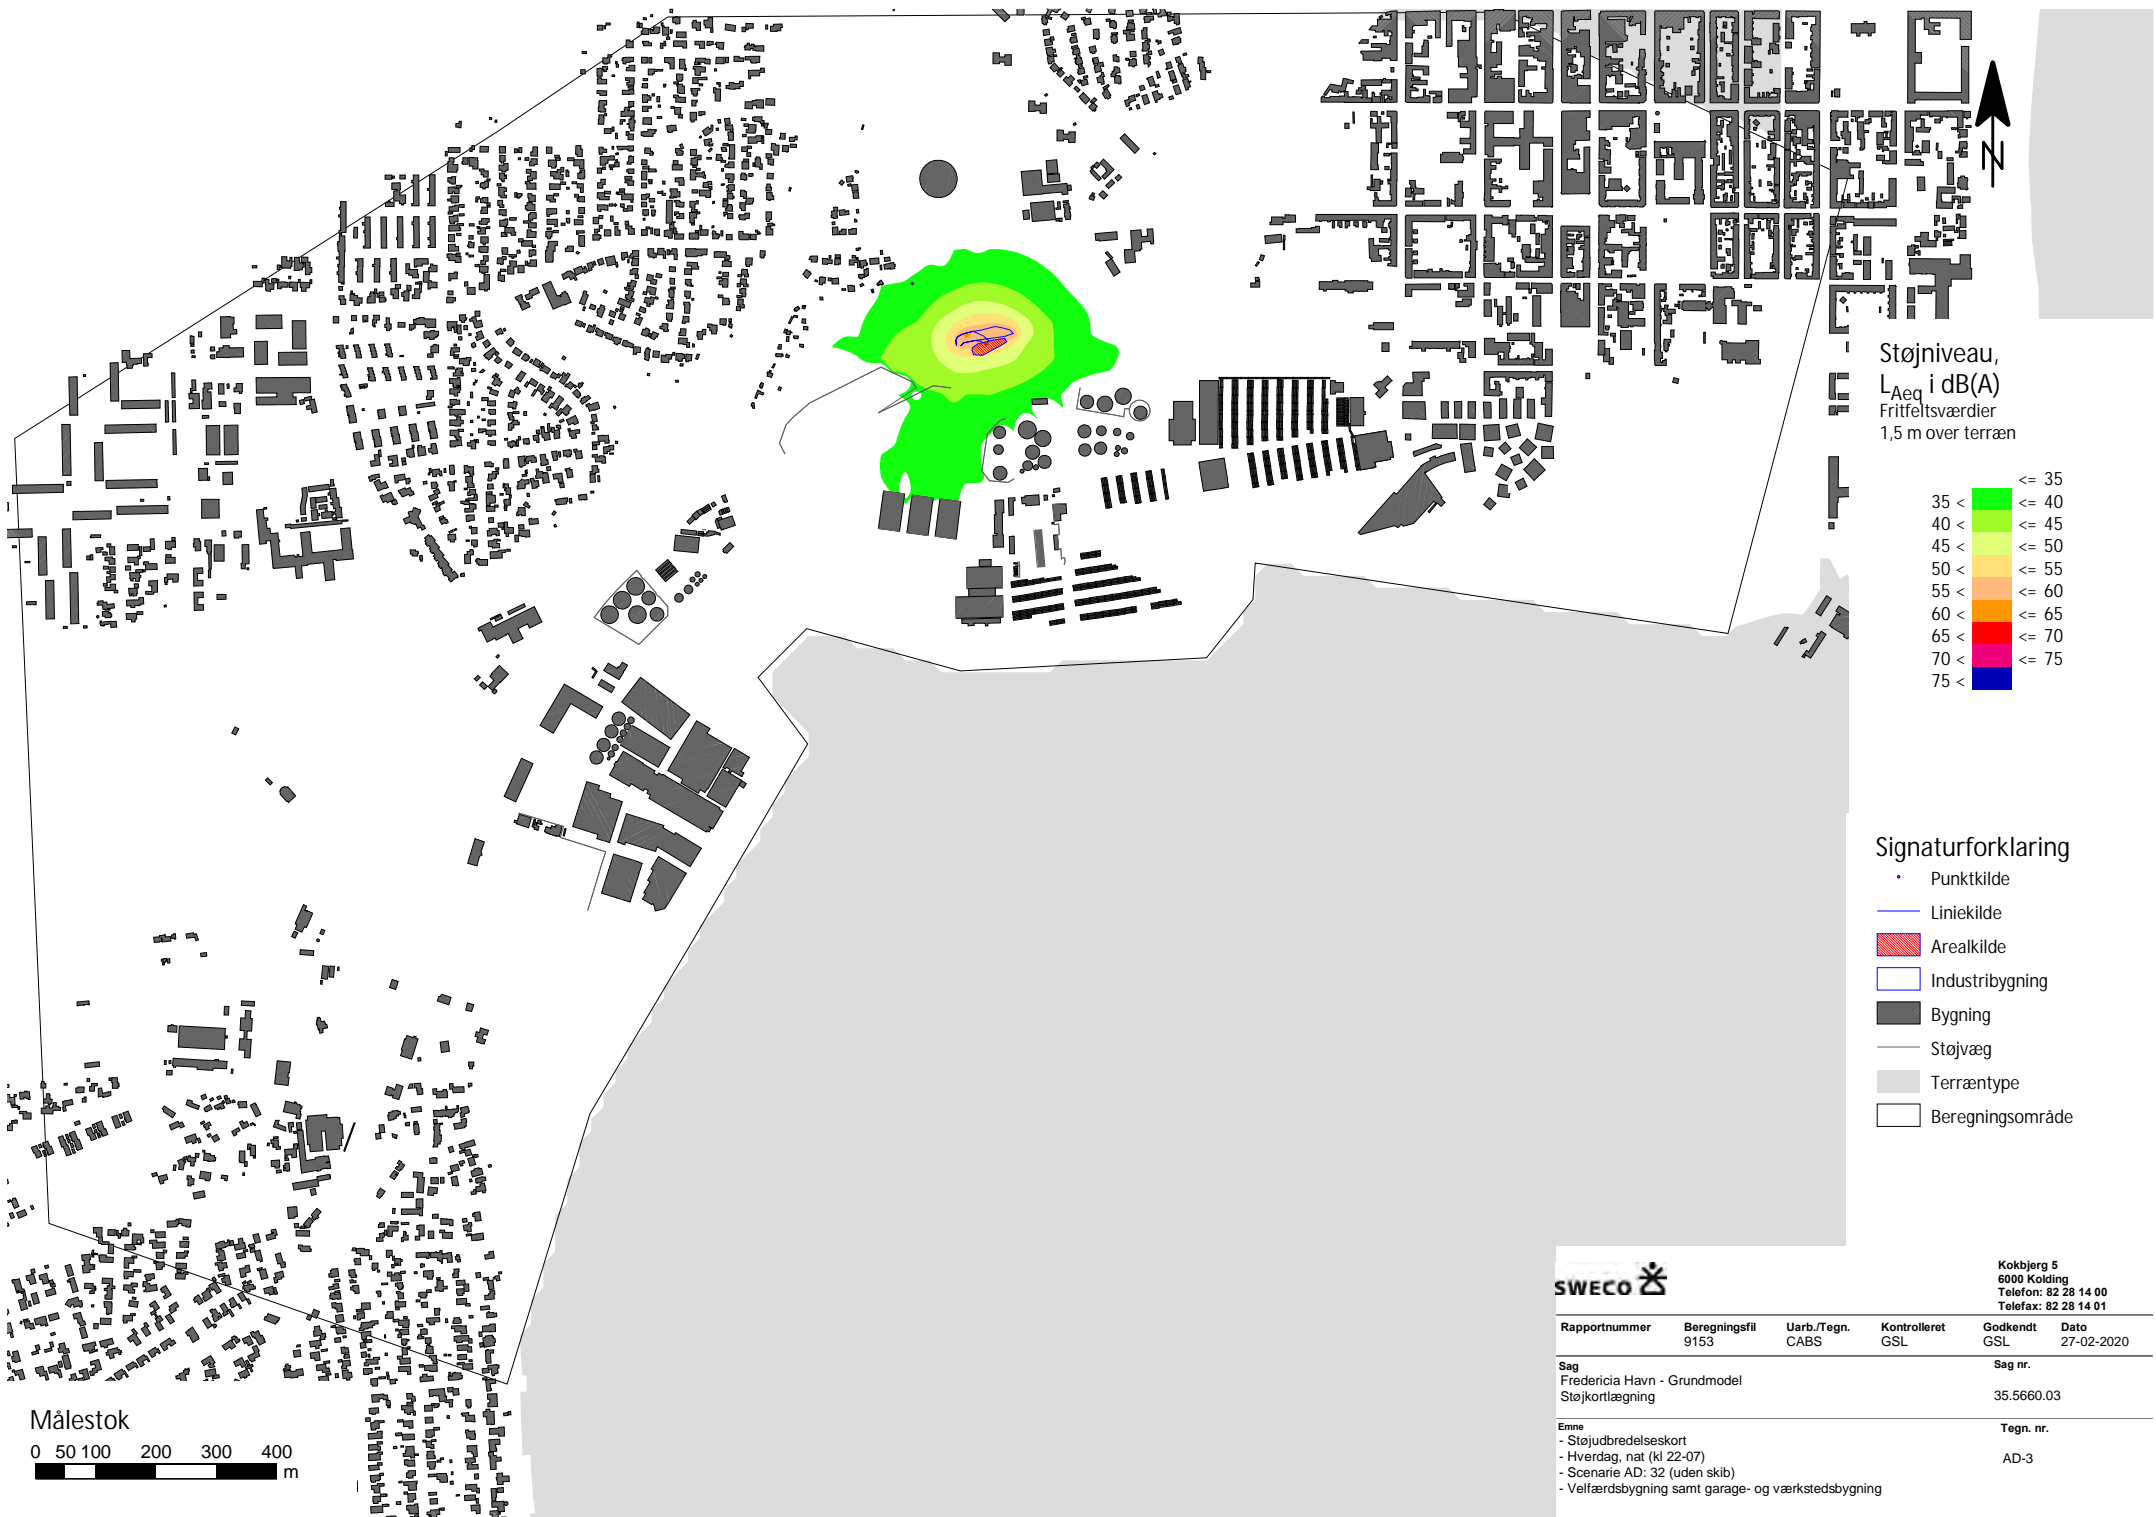 N
Støjniveau,
LAeq i dB(A)
Fritfeltsværdier
1,5 m over terræn
<= 35
35 < <= 40
40 < <= 45
45 < <= 50
50 < <= 55
55 < <= 60
60 < <= 65
65 < <= 70
70 < <= 75
75 <
Signaturforklaring
Punktkilde
Liniekilde
Arealkilde
Industribygning
Bygning
Støjvæg
Terræntype
Beregningsområde
Målestok
0 50 100 200 300 400
m
SWECO
Kokbjerg 5
6000 Kolding
Telefon: 82 28 14 00
Telefax: 82 28 14 01
Rapportnummer Beregningsfil Uarb./Tegn. Kontrolleret Godkendt Dato
9153 CABS GSL GSL 27-02-2020
Sag Sag nr.
Fredericia Havn - Grundmodel
Støjkortlægning 35.5660.03
Emne Tegn. nr.
- Støjudbredelseskort
- Hverdag, nat (kl 22-07)
AD-3
- Scenarie AD: 32 (uden skib)
- Velfærdsbygning samt garage- og værkstedsbygning